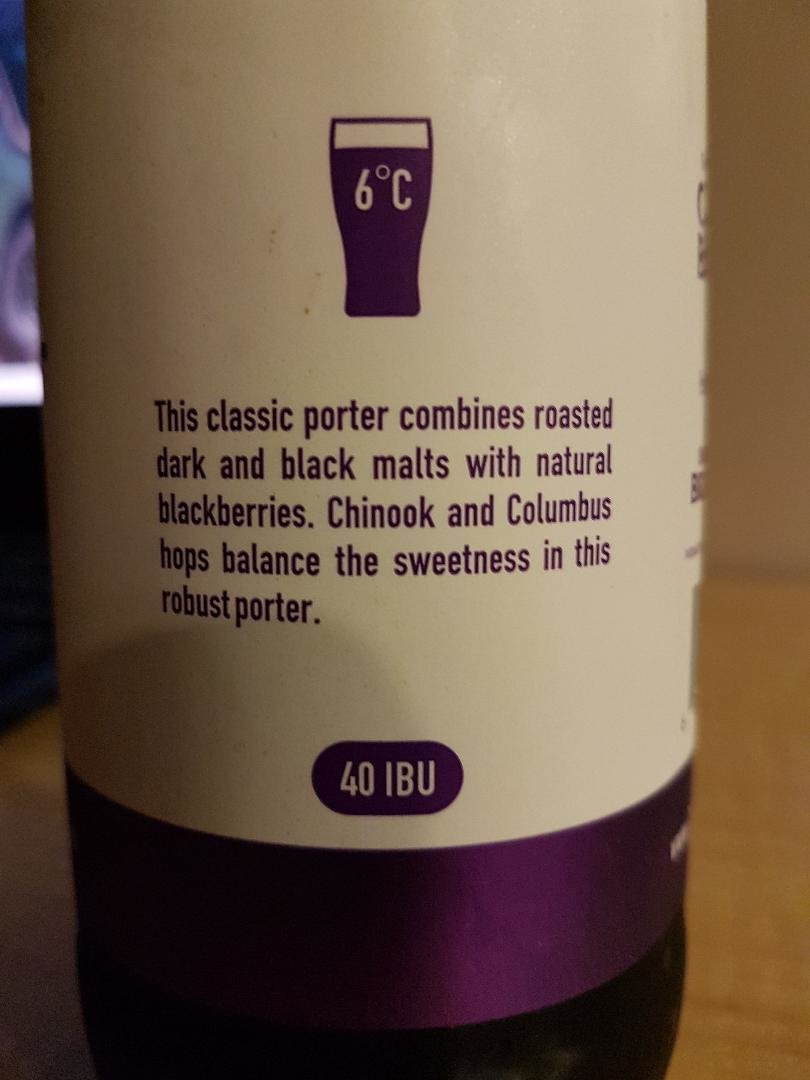 6°C
This classic porter combines roasted
dark and black malts with natural
blackberries. Chinook and Columbus
hops balance the sweetness in this
robust porter.
40 IBU